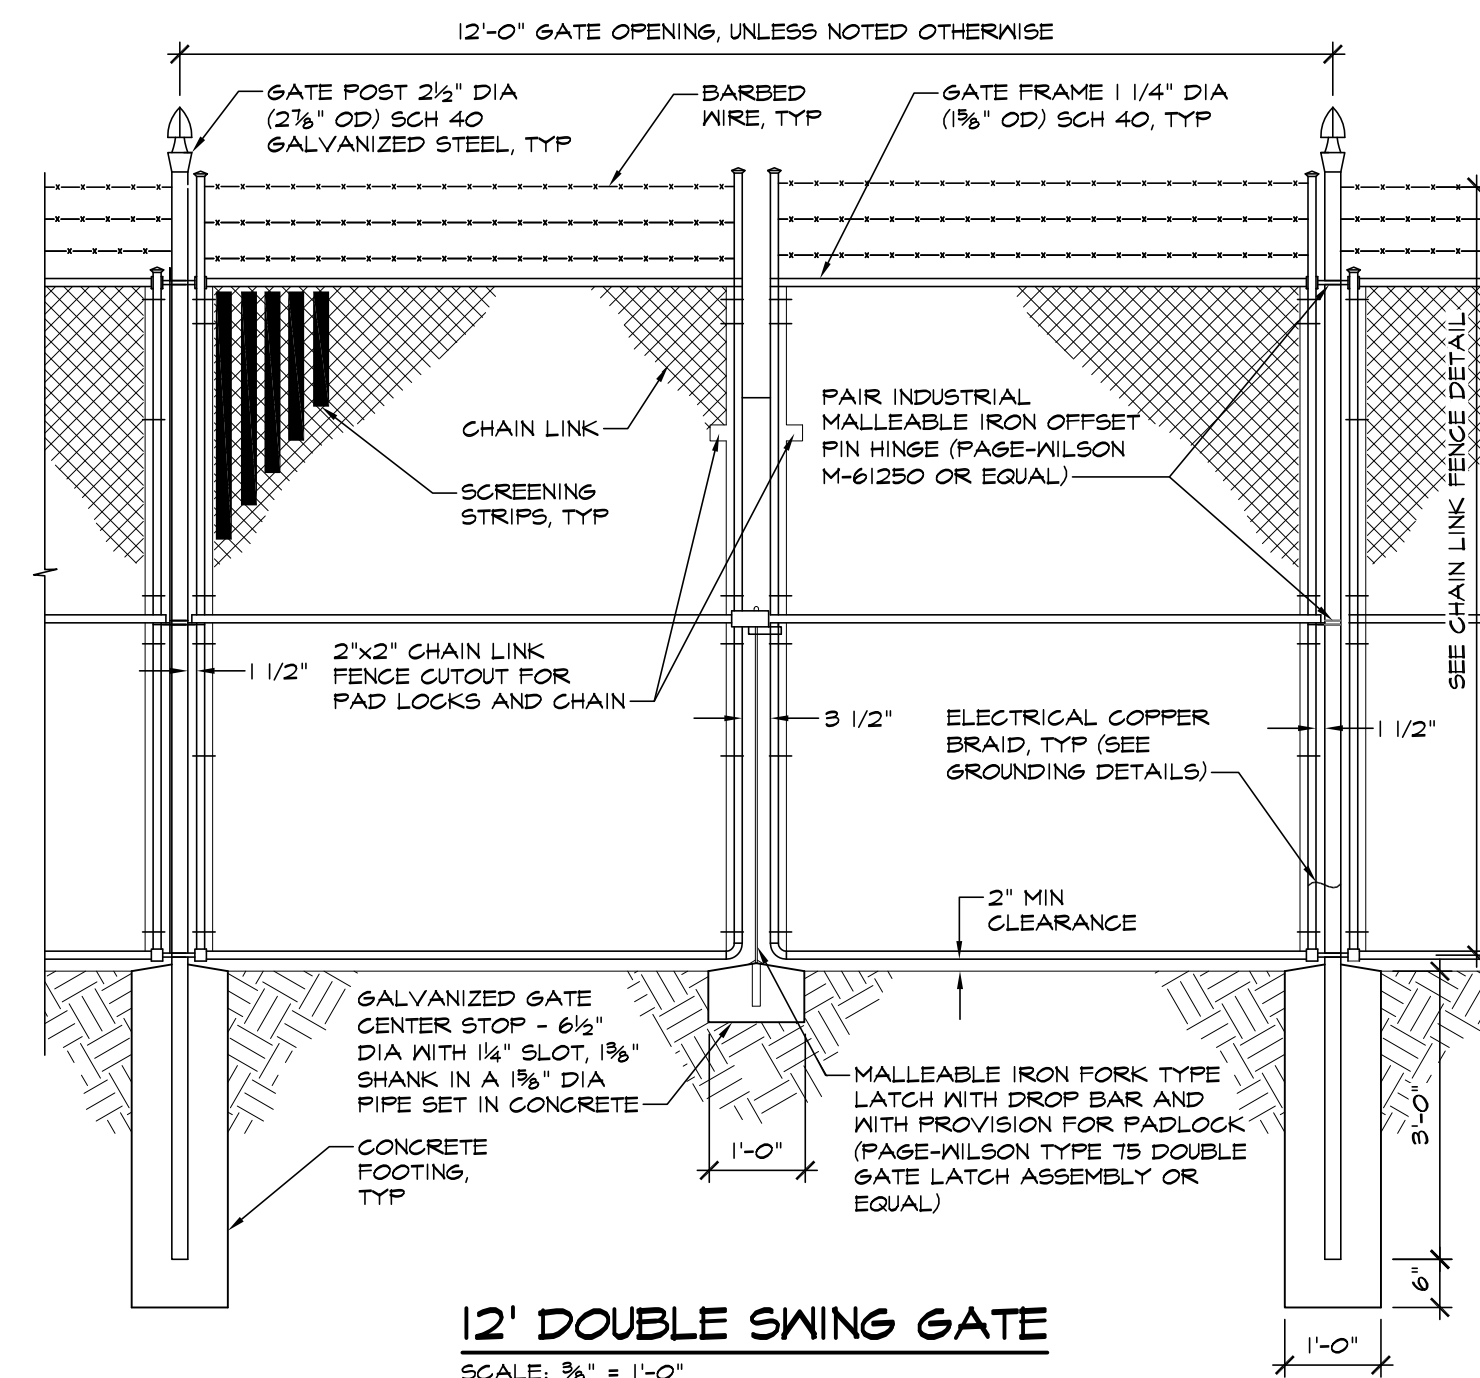 12'-0" GATE OPENING, UNLESS NOTED OTHERWISE
GATE POST 2½" DIA
(2⅞" OD) SCH 40
GALVANIZED STEEL, TYP
BARBED
WIRE, TYP
GATE FRAME 1 1/4" DIA
(1⅝" OD) SCH 40, TYP
CHAIN LINK
SCREENING
STRIPS, TYP
PAIR INDUSTRIAL
MALLEABLE IRON OFFSET
PIN HINGE (PAGE-WILSON
M-61250 OR EQUAL)
SEE CHAIN LINK FENCE DETAIL
1 1/2"
2"x2" CHAIN LINK
FENCE CUTOUT FOR
PAD LOCKS AND CHAIN
3 1/2"
ELECTRICAL COPPER
BRAID, TYP (SEE
GROUNDING DETAILS)
1 1/2"
2" MIN
CLEARANCE
GALVANIZED GATE
CENTER STOP - 6½"
DIA WITH 1¼" SLOT, 1⅜"
SHANK IN A 1⅝" DIA
PIPE SET IN CONCRETE
CONCRETE
FOOTING,
TYP
1'-0"
MALLEABLE IRON FORK TYPE
LATCH WITH DROP BAR AND
WITH PROVISION FOR PADLOCK
(PAGE-WILSON TYPE 75 DOUBLE
GATE LATCH ASSEMBLY OR
EQUAL)
3'-0"
6"
1'-0"
12' DOUBLE SWING GATE
SCALE: ⅜" = 1'-0"